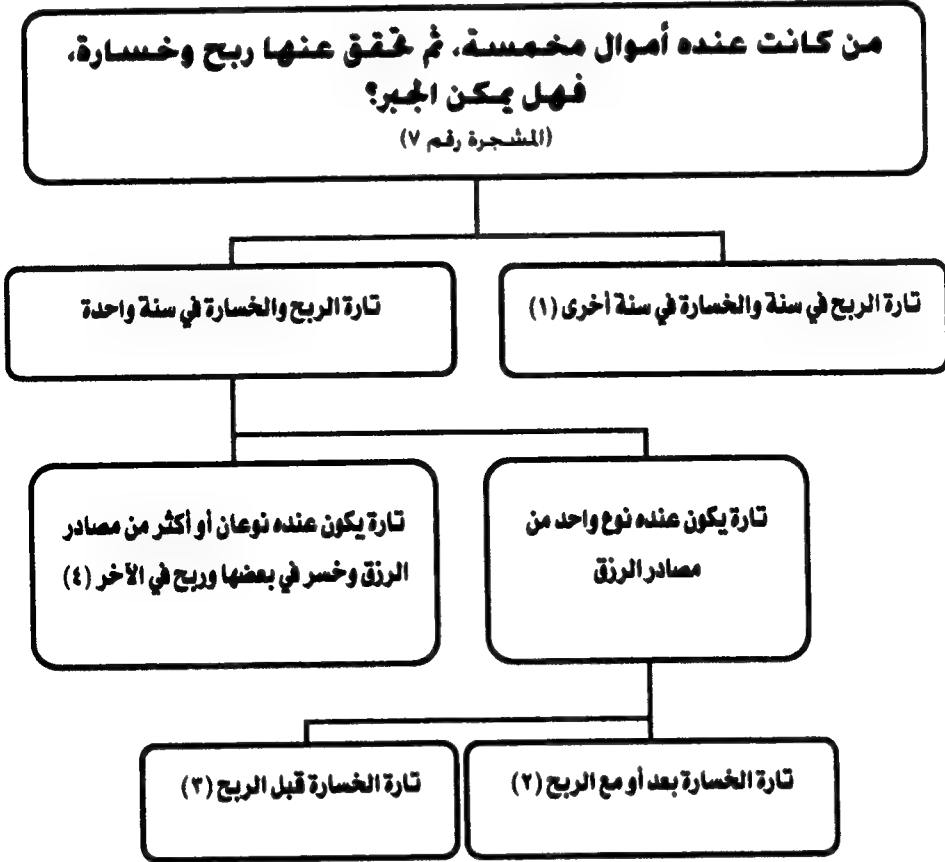 من كانت عنده أموال مخمسة، ثم تحقق عنها ربح وخسارة،
فهل يمكن الجبر؟
(المشجرة رقم ٧)
تارة الربح في سنة والخسارة في سنة أخرى (١)
تارة الربح والخسارة في سنة واحدة
تارة يكون عنده نوع واحد من
مصادر الرزق
تارة يكون عنده نوعان أو أكثر من مصادر
الرزق وخسر في بعضها وربح في الآخر (٤)
تارة الخسارة بعد أو مع الربح (٢)
تارة الخسارة قبل الربح (٣)